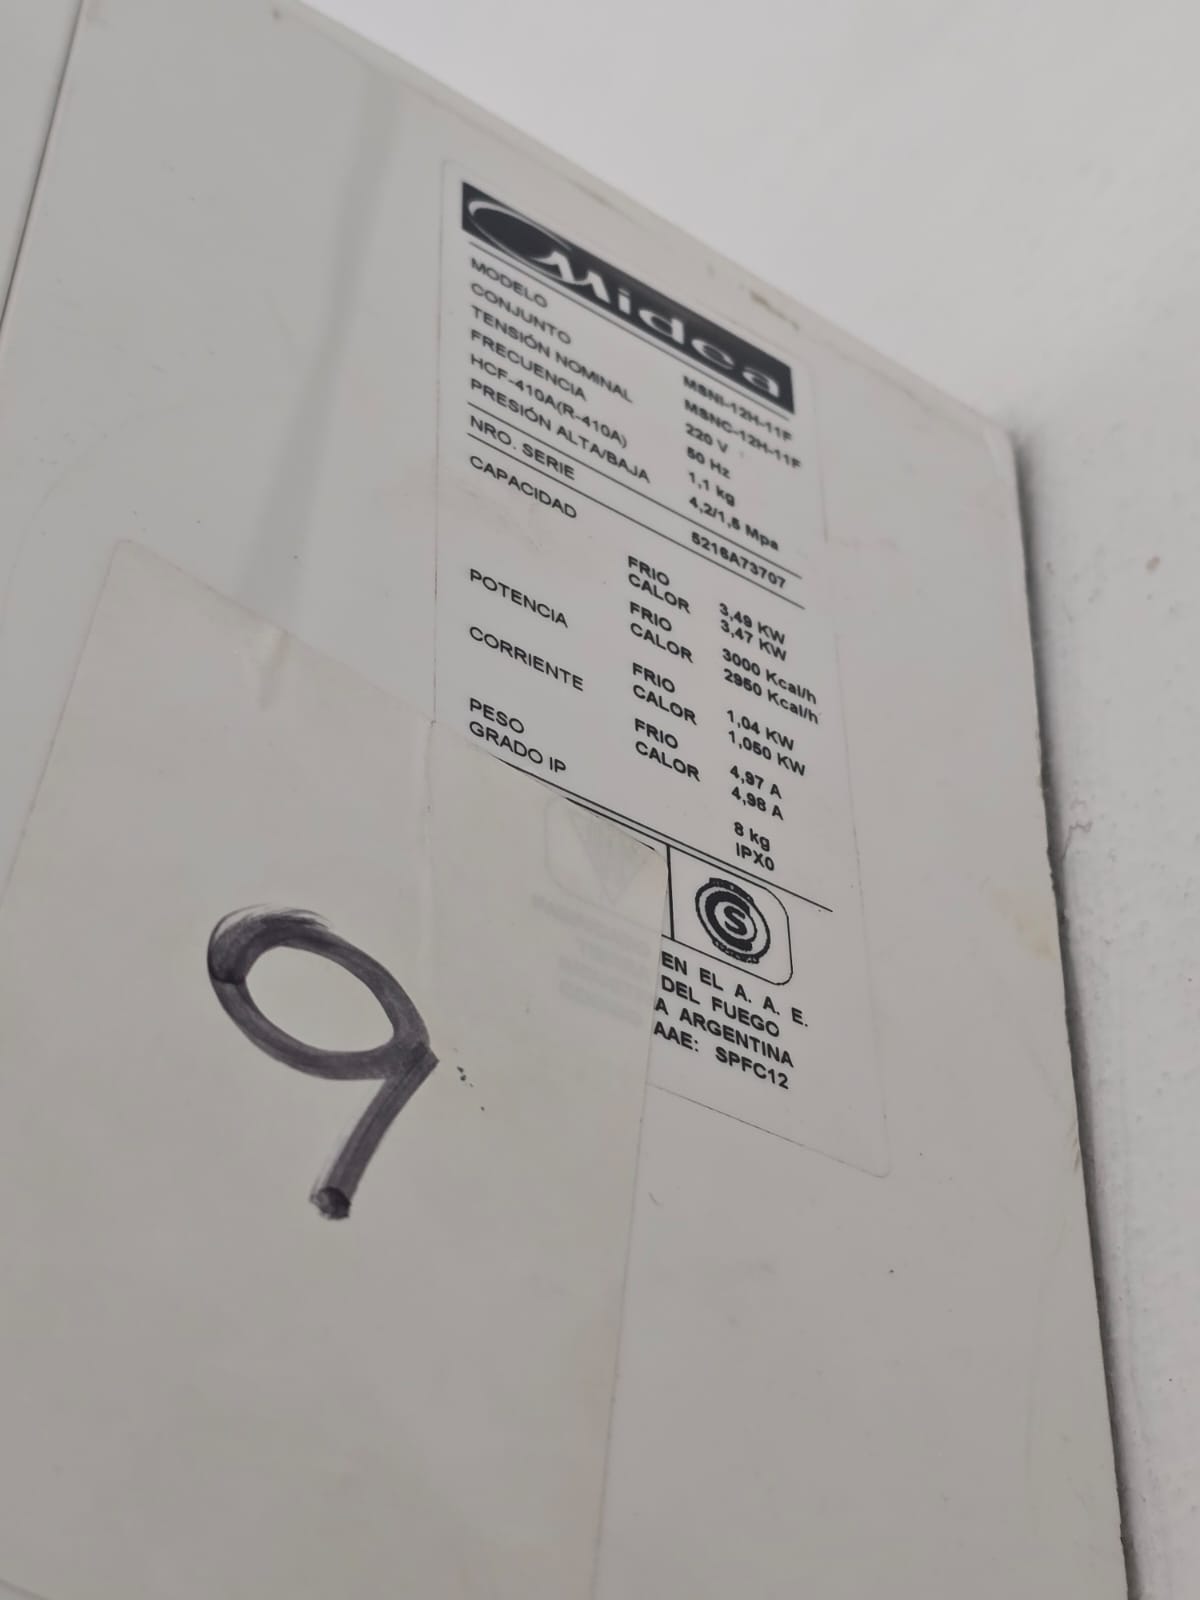 Midea
MODELO MSNI-12H-11F
CONJUNTO MSNC-12H-11F
TENSIÓN NOMINAL 220 V
FRECUENCIA 50 Hz
HCF-410A(R-410A) 1,1 kg
PRESIÓN ALTA/BAJA 4,2/1,5 Mpa
NRO. SERIE 5216A73707
CAPACIDAD FRIO 3,49 KW
CALOR 3,47 KW
FRIO 3000 Kcal/h
CALOR 2950 Kcal/h
POTENCIA FRIO 1,04 KW
CALOR 1,050 KW
CORRIENTE FRIO 4,97 A
CALOR 4,98 A
PESO 8 kg
GRADO IP IPX0
S
EN EL A. A. E.
DEL FUEGO
A ARGENTINA
AAE: SPFC12
9